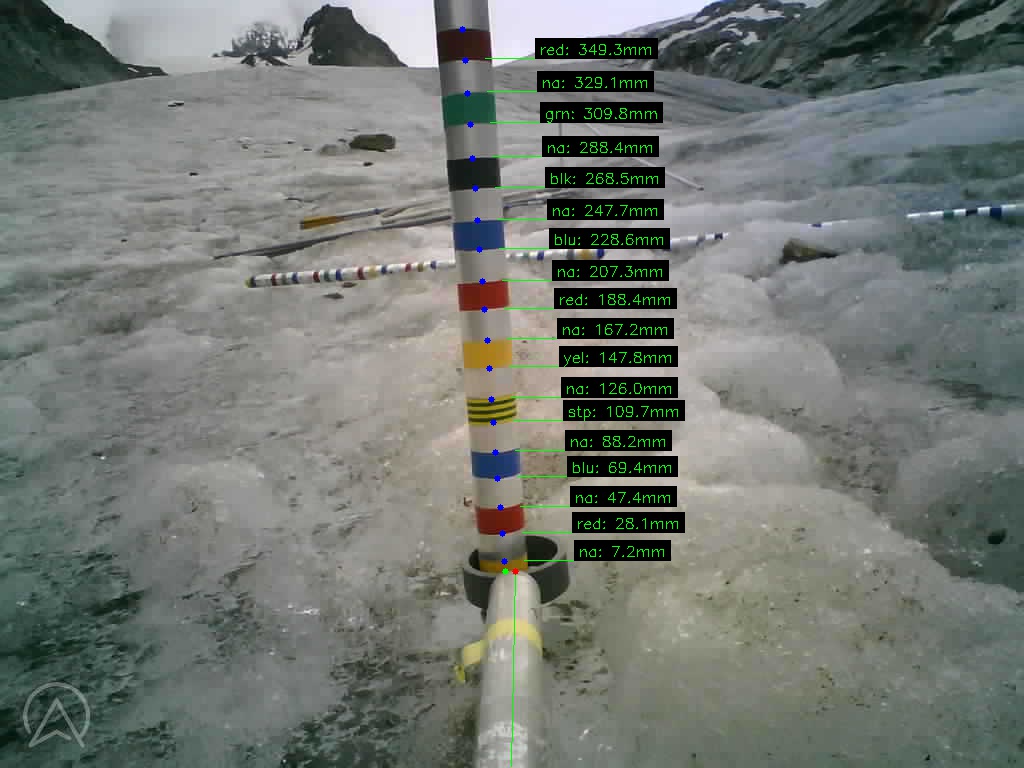 red: 349.3mm
na: 329.1mm
grn: 309.8mm
na: 288.4mm
blk: 268.5mm
na: 247.7mm
blu: 228.6mm
na: 207.3mm
red: 188.4mm
na: 167.2mm
yel: 147.8mm
na: 126.0mm
stp: 109.7mm
na: 88.2mm
blu: 69.4mm
na: 47.4mm
red: 28.1mm
na: 7.2mm